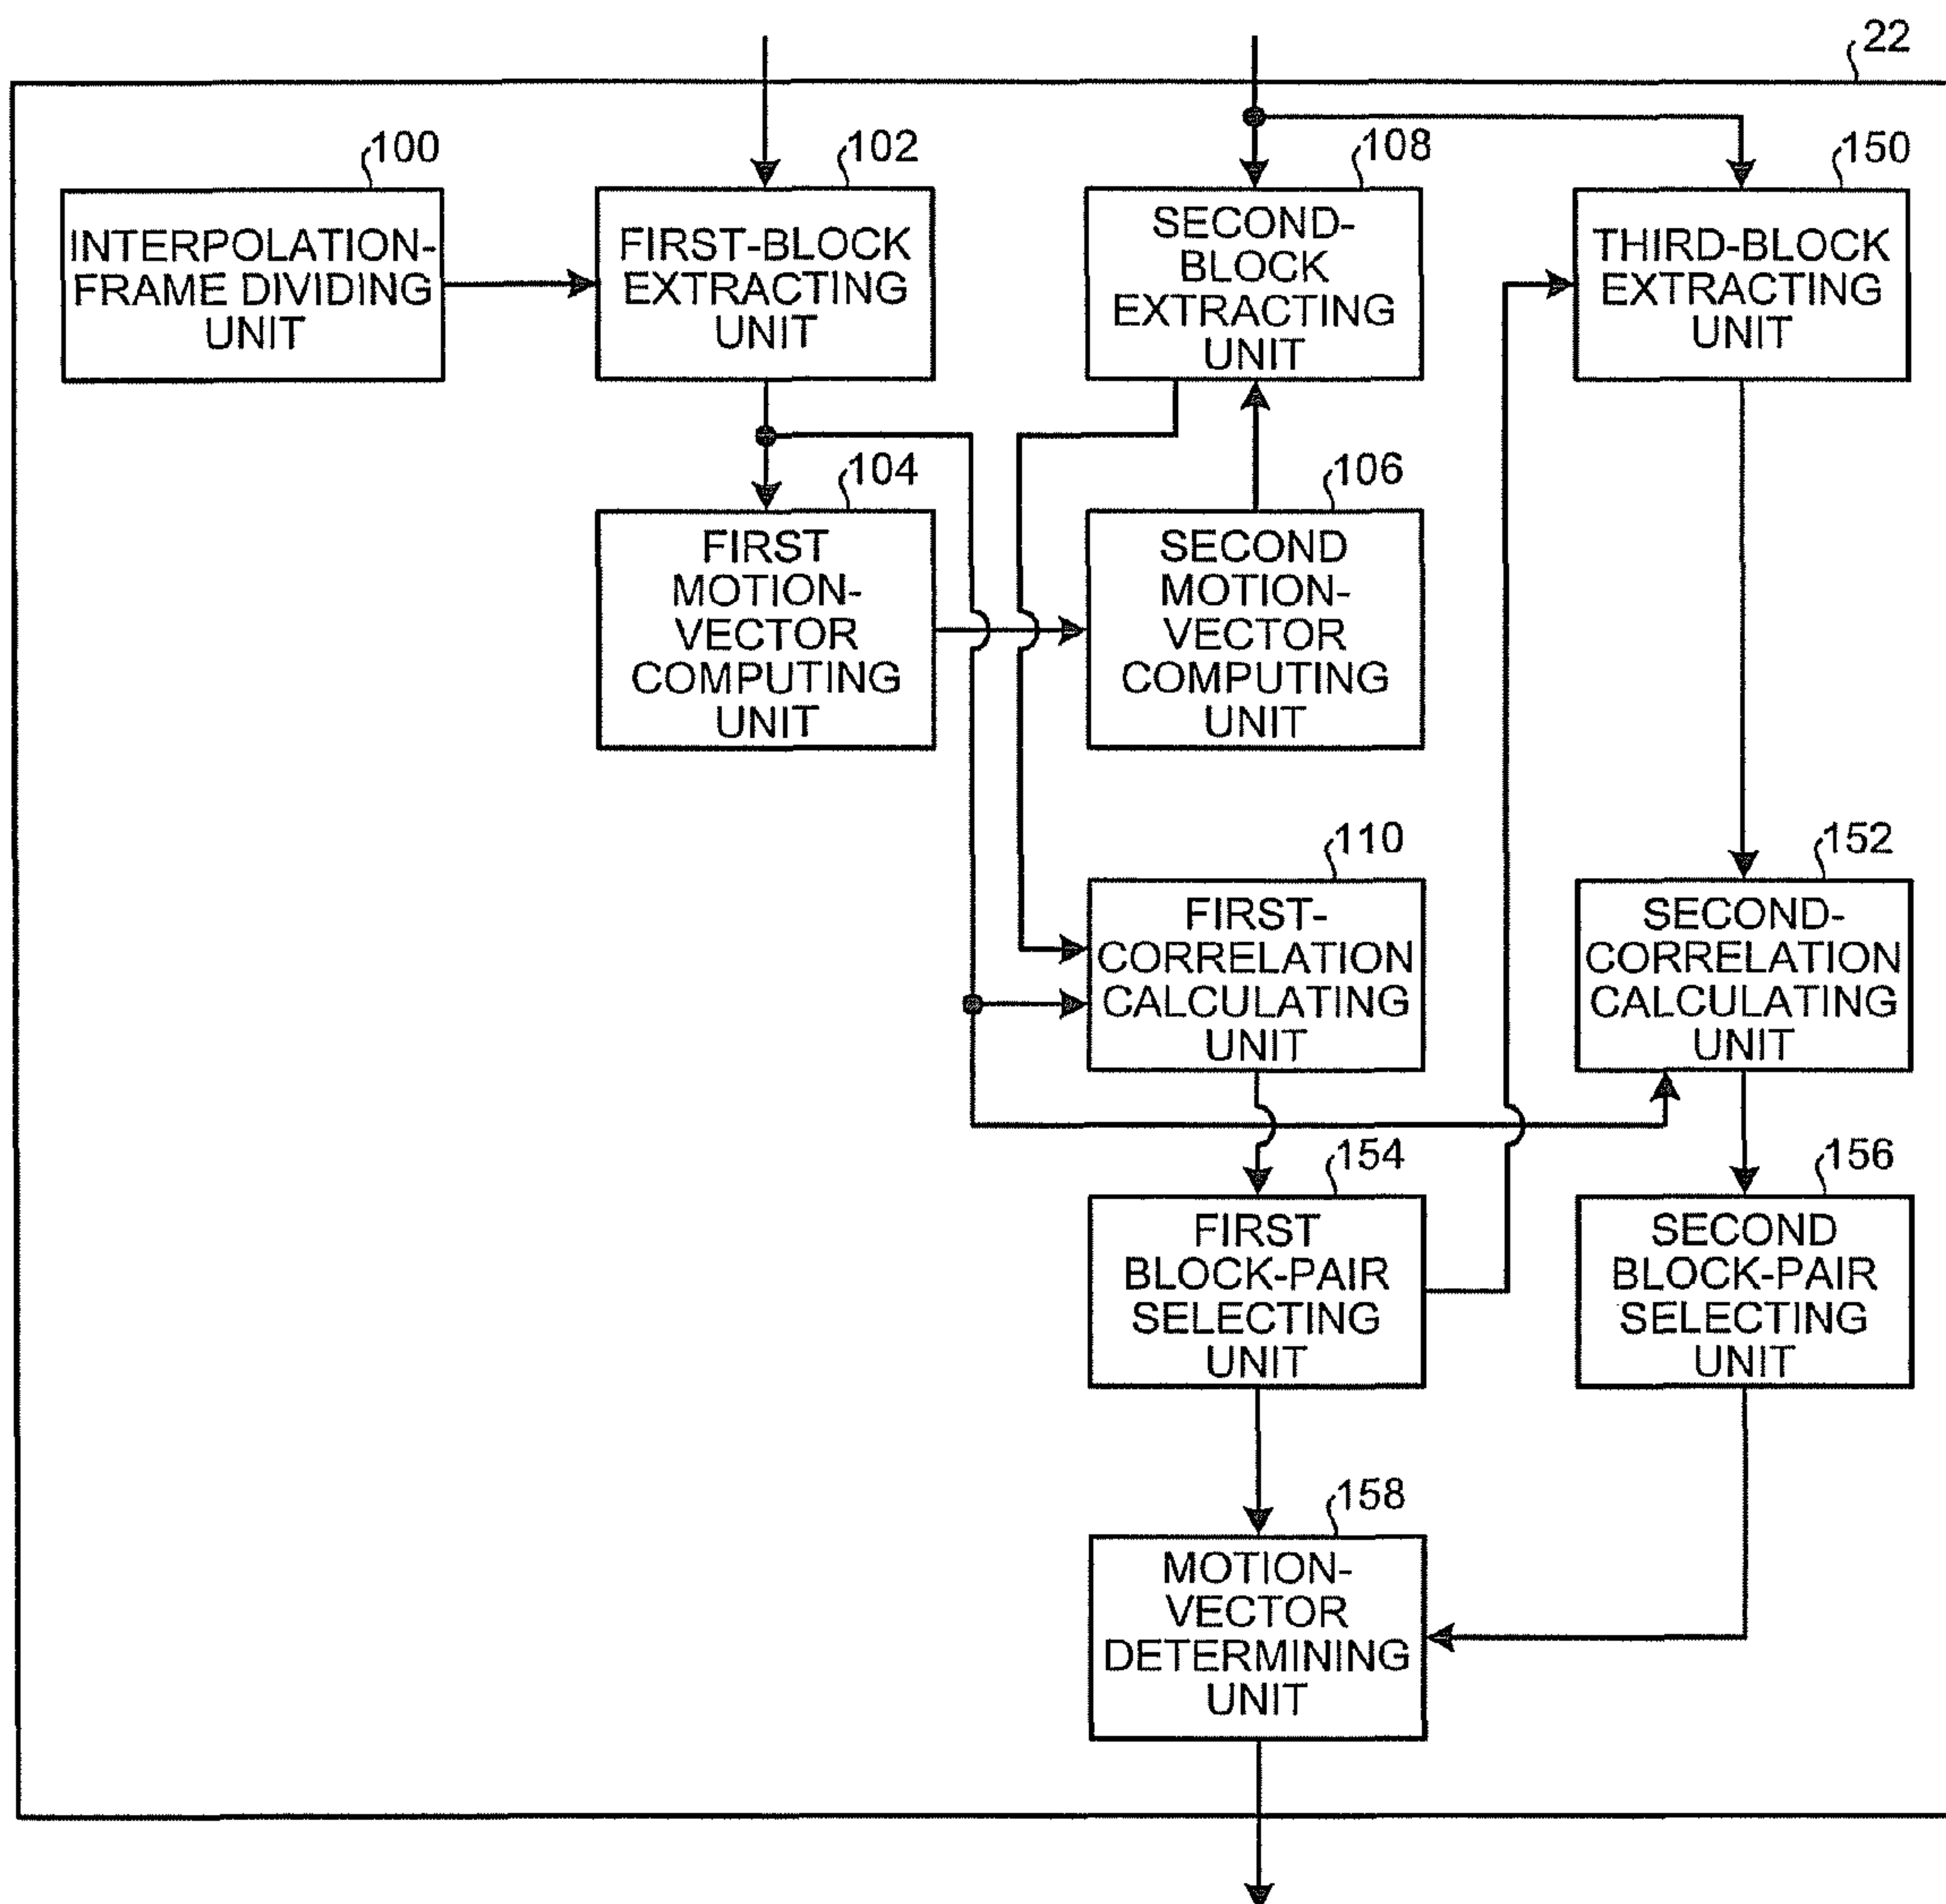 22
100
INTERPOLATION-
FRAME DIVIDING
UNIT
102
FIRST-BLOCK
EXTRACTING
UNIT
108
SECOND-
BLOCK
EXTRACTING
UNIT
150
THIRD-BLOCK
EXTRACTING
UNIT
104
FIRST
MOTION-
VECTOR
COMPUTING
UNIT
106
SECOND
MOTION-
VECTOR
COMPUTING
UNIT
110
FIRST-
CORRELATION
CALCULATING
UNIT
152
SECOND-
CORRELATION
CALCULATING
UNIT
154
FIRST
BLOCK-PAIR
SELECTING
UNIT
156
SECOND
BLOCK-PAIR
SELECTING
UNIT
158
MOTION-
VECTOR
DETERMINING
UNIT